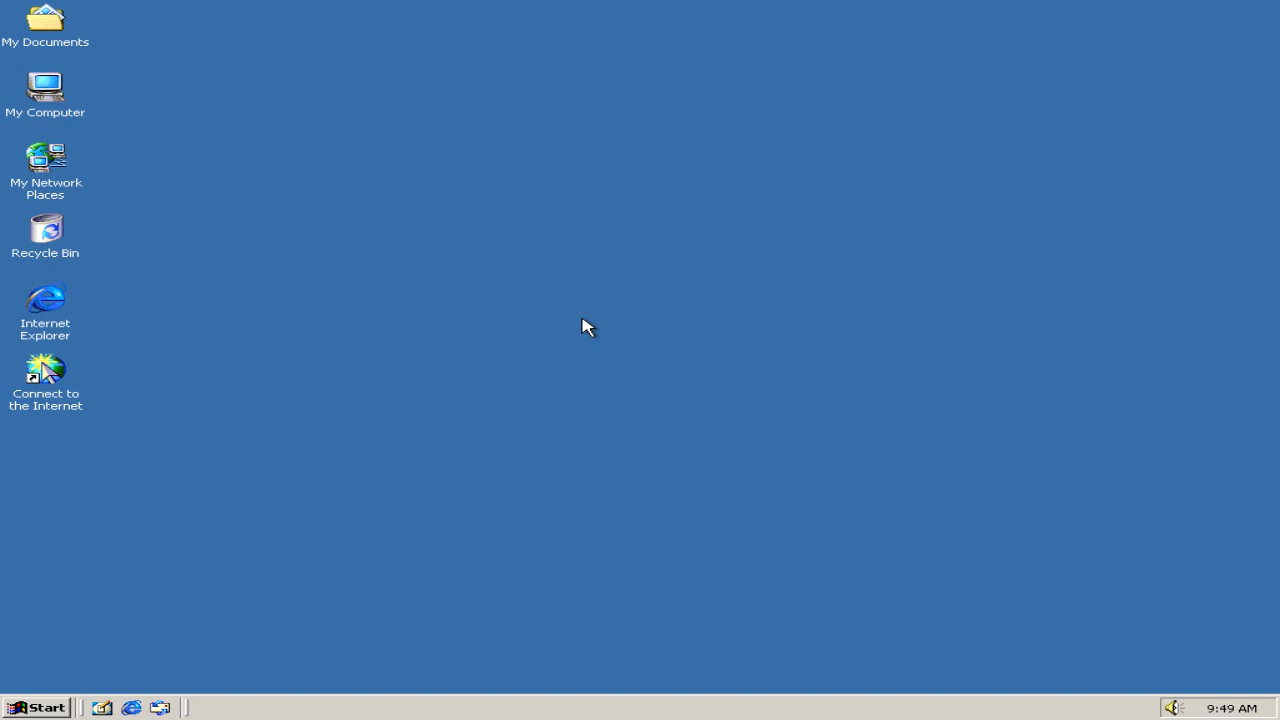 My Documents
My Computer
My Network
Places
Recycle Bin
Internet
Explorer
Connect to
the Internet
Start
9:49 AM